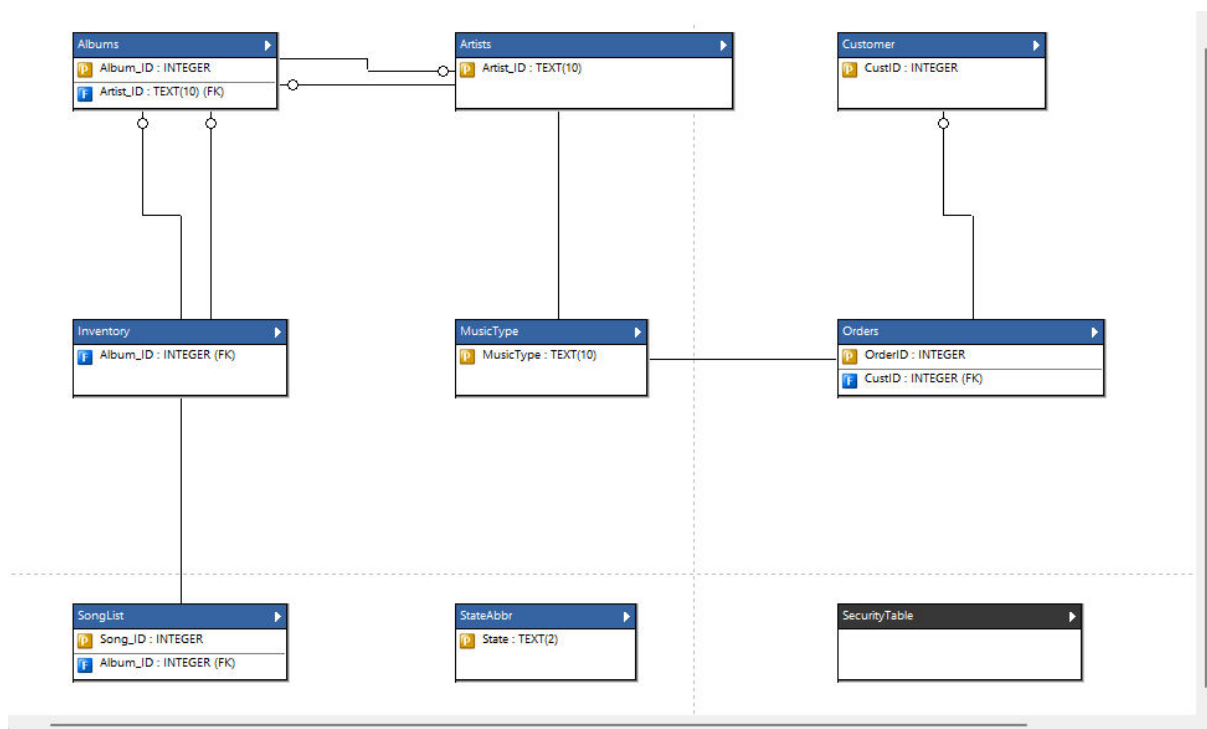 Albums
Album_ID : INTEGER
Artist_ID : TEXT(10) (FK)
Artists
Artist_ID : TEXT(10)
Customer
CustID : INTEGER
Inventory
Album_ID : INTEGER (FK)
MusicType
MusicType : TEXT(10)
Orders
OrderID : INTEGER
CustID : INTEGER (FK)
SongList
Song_ID : INTEGER
Album_ID : INTEGER (FK)
StateAbbr
State : TEXT(2)
SecurityTable